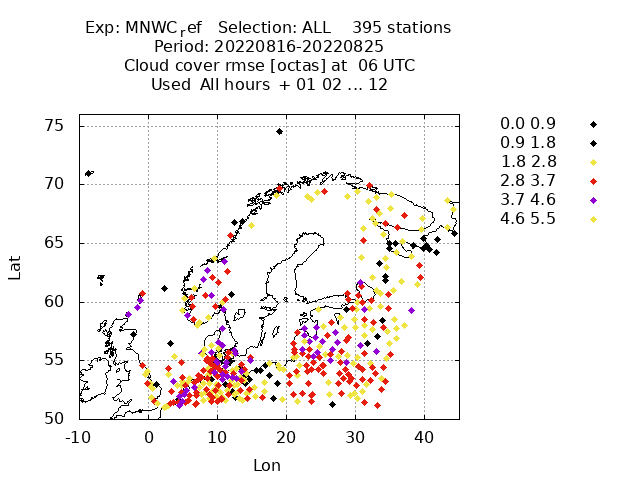 Exp: MNWC_ref   Selection: ALL    395 stations
Period: 20220816-20220825
Cloud cover rmse [octas] at  06 UTC
Used  All hours  + 01 02 ... 12
0.0 0.9
0.9 1.8
1.8 2.8
2.8 3.7
3.7 4.6
4.6 5.5
75
70
65
60
55
50
Lat
-10 0 10 20 30 40
Lon